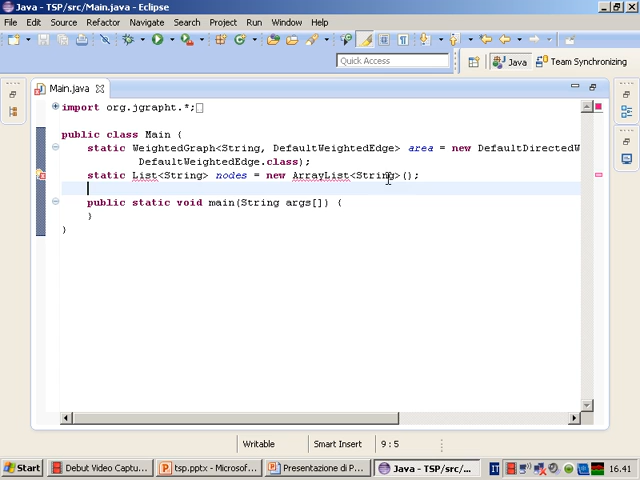 Java - TSP/src/Main.java - Eclipse
File Edit Source Refactor Navigate Search Project Run Window Help
Quick Access
Java
Team Synchronizing
Main.java
import org.jgrapht.*;
public class Main {
static WeightedGraph<String, DefaultWeightedEdge> area = new DefaultDirectedW
DefaultWeightedEdge.class);
static List<String> nodes = new ArrayList<String>();
public static void main(String args[]) {
}
}
Writable
Smart Insert
9 : 5
Start
Debut Video Captu...
tsp.pptx - Microsof...
Presentazione di P...
Java - TSP/src/...
IT
16.41